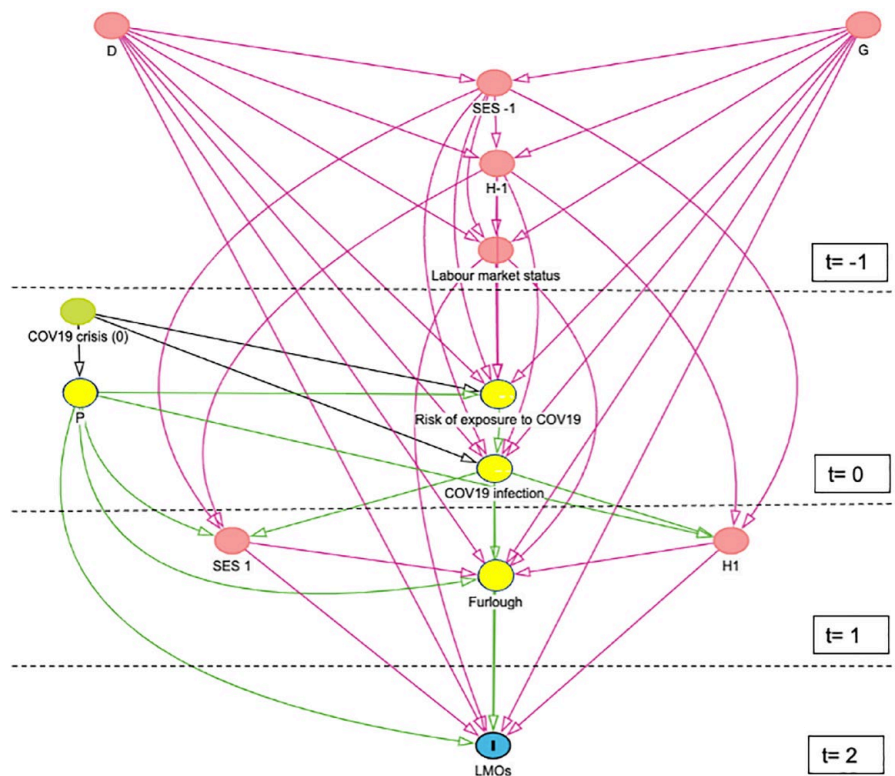 D
G
SES -1
H-1
Labour market status
t= -1
COV19 crisis (0)
P
Risk of exposure to COV19
COV19 infection
t= 0
SES 1
H1
Furlough
t= 1
I
LMOs
t= 2